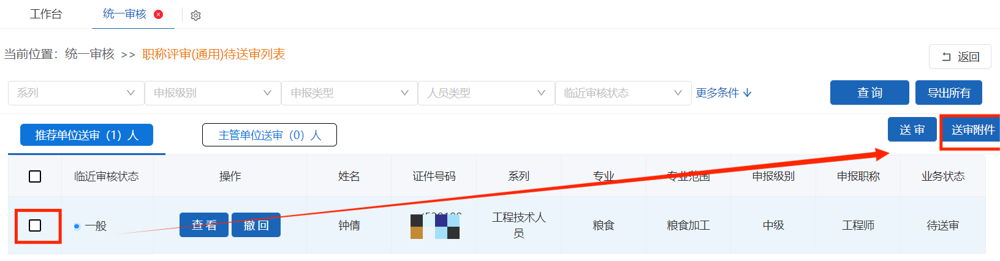 工作台 统一审核
当前位置：统一审核 >> 职称评审(通用)待送审列表
返回
系列 申报级别 申报类型 人员类型 临近审核状态 更多条件 查 询 导出所有
推荐单位送审（1）人 主管单位送审（0）人 送 审 送审附件
临近审核状态 操作 姓名 证件号码 系列 专业 专业范围 申报级别 申报职称 业务状态
一般 查 看 撤 回 钟倩 工程技术人 粮食 粮食加工 中级 工程师 待送审
员